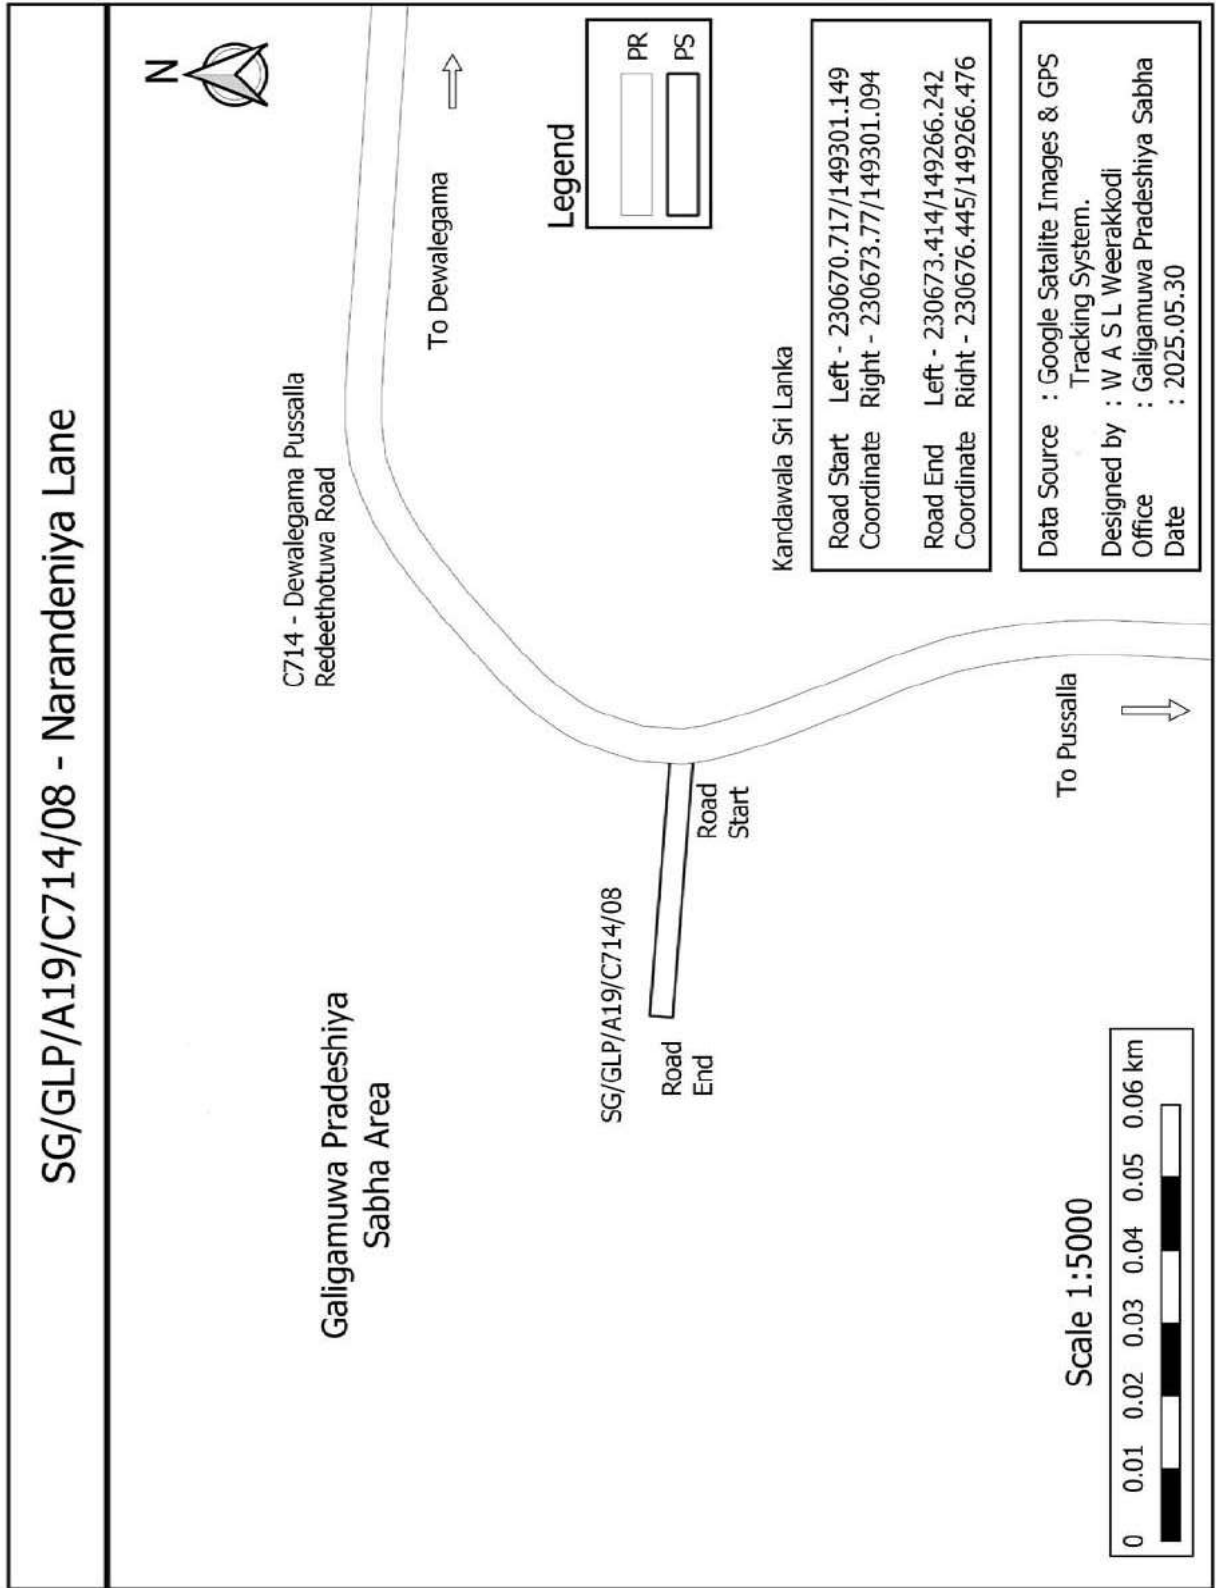 SG/GLP/A19/C714/08 - Narandeniya Lane
N
C714 - Dewalegama Pussalla
Redeethotuwa Road
Galigamuwa Pradeshiya
Sabha Area
To Dewalegama
Legend
PR
PS
SG/GLP/A19/C714/08
Road
End
Road
Start
Kandawala Sri Lanka
Road Start Left - 230670.717/149301.149
Coordinate Right - 230673.77/149301.094
Road End Left - 230673.414/149266.242
Coordinate Right - 230676.445/149266.476
To Pussalla
Data Source : Google Satalite Images & GPS
Tracking System.
Designed by : W A S L Weerakkodi
Office : Galigamuwa Pradeshiya Sabha
Date : 2025.05.30
Scale 1:5000
0 0.01 0.02 0.03 0.04 0.05 0.06 km